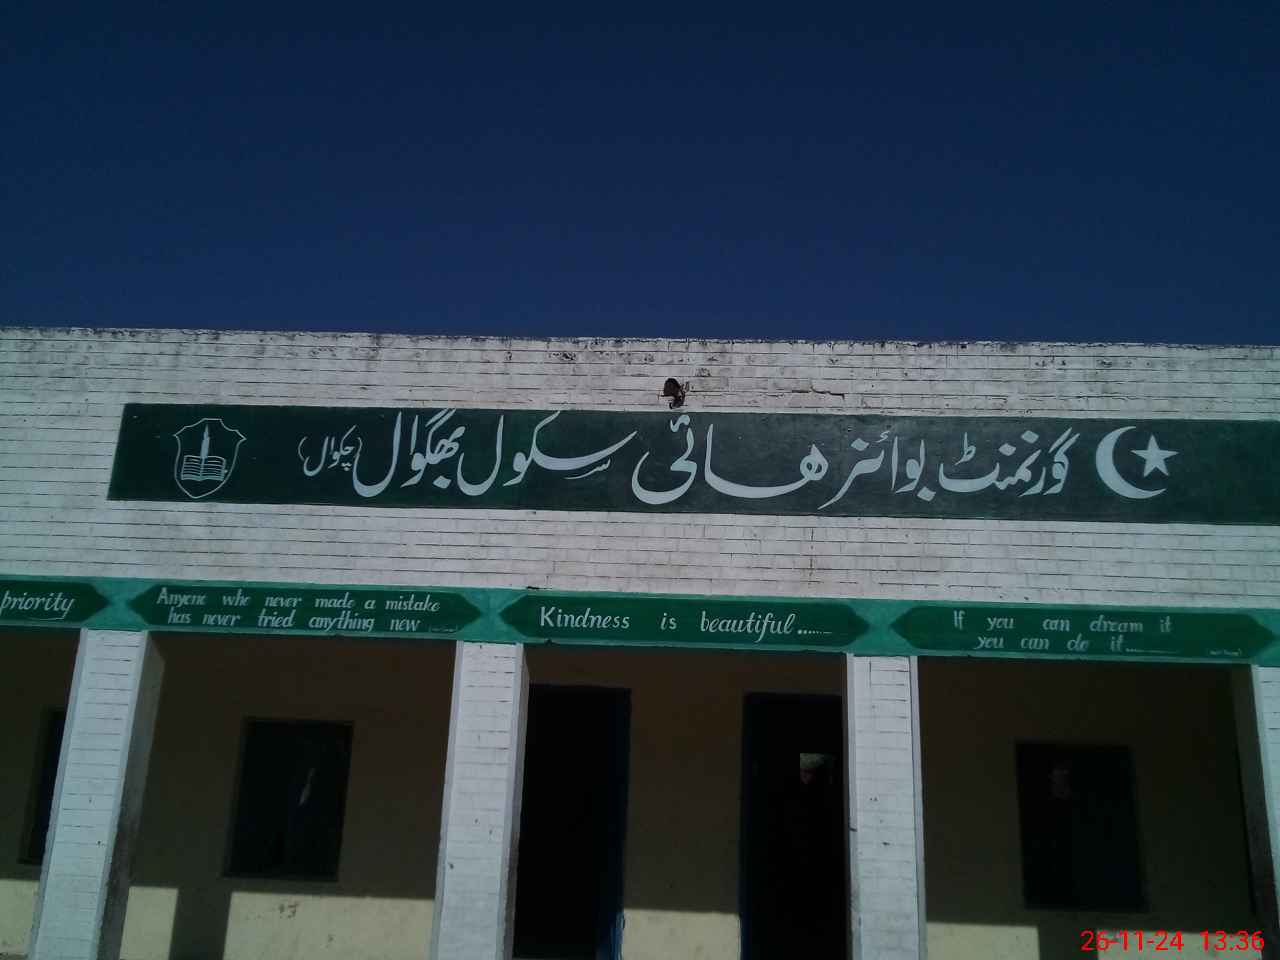 گورنمنٹ بوائز ھائی سکول بھگوال (چکوال)
priority
Anyone who never made a mistake
has never tried anything new
Kindness is beautiful......
If you can dream it
you can do it......
26-11-24 13:36